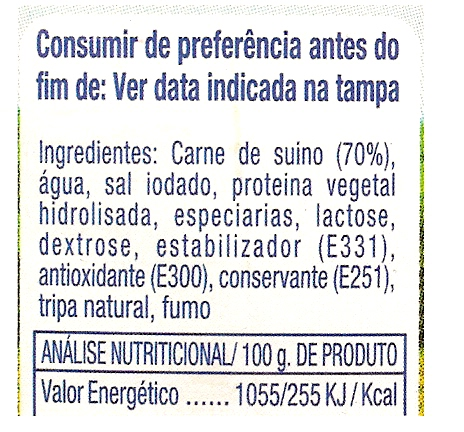 Consumir de preferência antes do
fim de: Ver data indicada na tampa
Ingredientes: Carne de suino (70%),
água, sal iodado, proteina vegetal
hidrolisada, especiarias, lactose,
dextrose, estabilizador (E331),
antioxidante (E300), conservante (E251),
tripa natural, fumo
ANÁLISE NUTRITICIONAL/ 100 g. DE PRODUTO
Valor Energético ...... 1055/255 KJ / Kcal